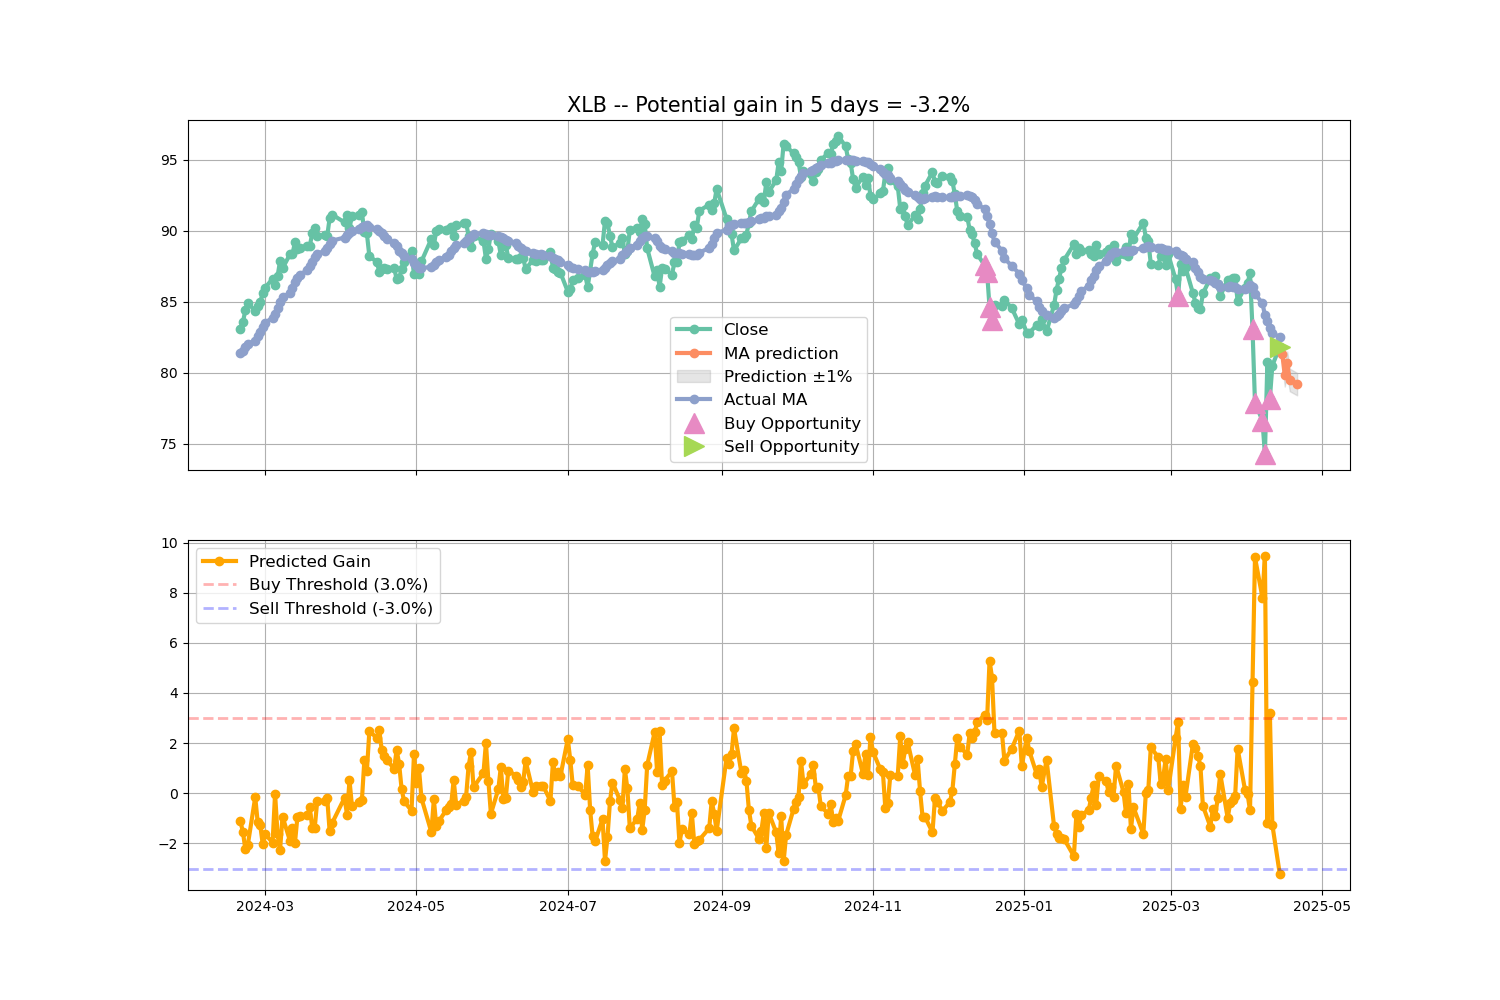 XLB -- Potential gain in 5 days = -3.2%
95
90
85
80
75
Close
MA prediction
Prediction ±1%
Actual MA
Buy Opportunity
Sell Opportunity
10
8
6
4
2
0
−2
Predicted Gain
Buy Threshold (3.0%)
Sell Threshold (-3.0%)
2024-03
2024-05
2024-07
2024-09
2024-11
2025-01
2025-03
2025-05